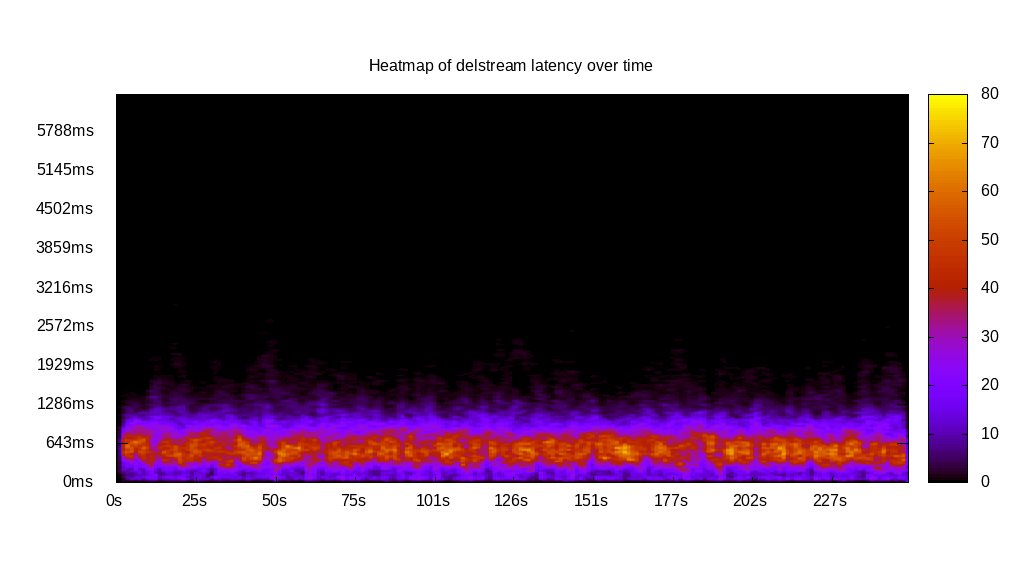 Heatmap of delstream latency over time
5788ms
5145ms
4502ms
3859ms
3216ms
2572ms
1929ms
1286ms
643ms
0ms
0s 25s 50s 75s 101s 126s 151s 177s 202s 227s
80
70
60
50
40
30
20
10
0